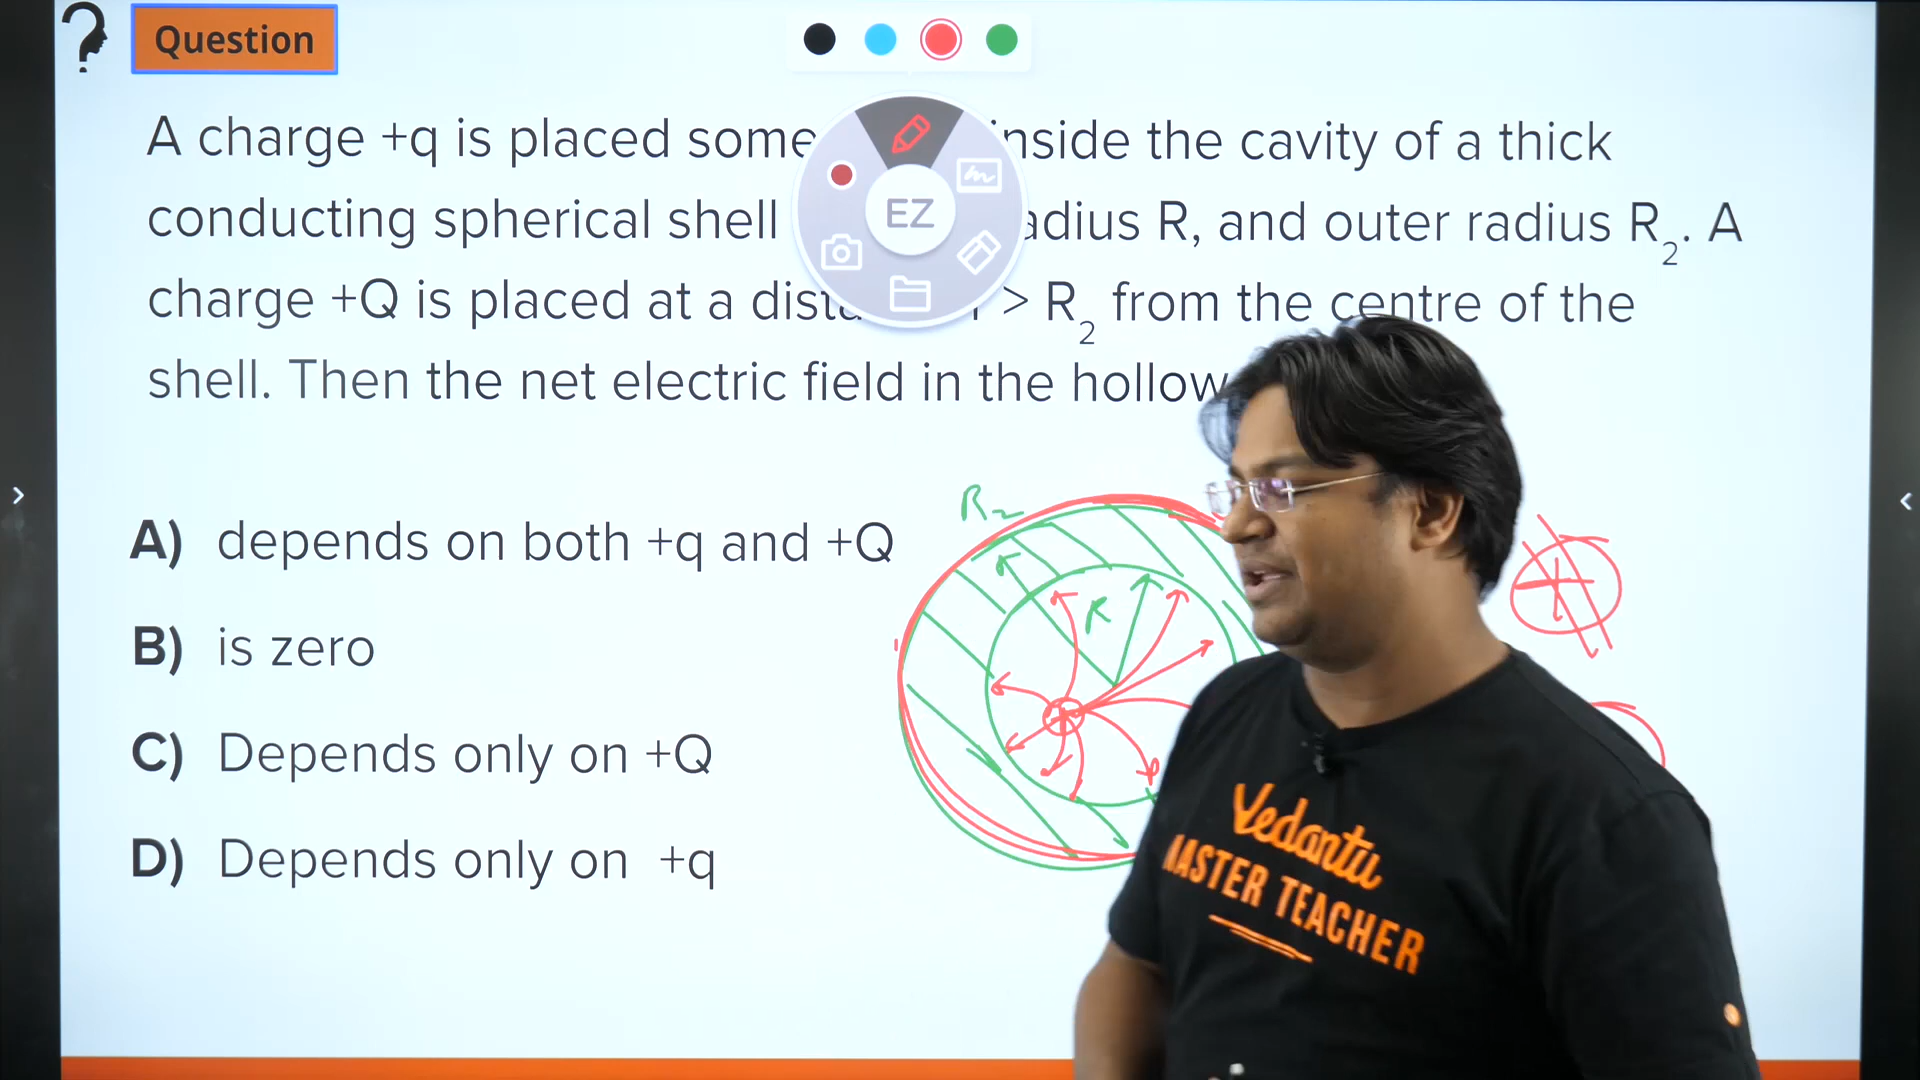 Question
A charge +q is placed some inside the cavity of a thick
conducting spherical shell radius R, and outer radius R2. A
charge +Q is placed at a > R2 from the centre of the
shell. Then the net electric field in the hollow
EZ
A) depends on both +q and +Q
B) is zero
C) Depends only on +Q
D) Depends only on +q
R2
R
Vedantu
MASTER TEACHER